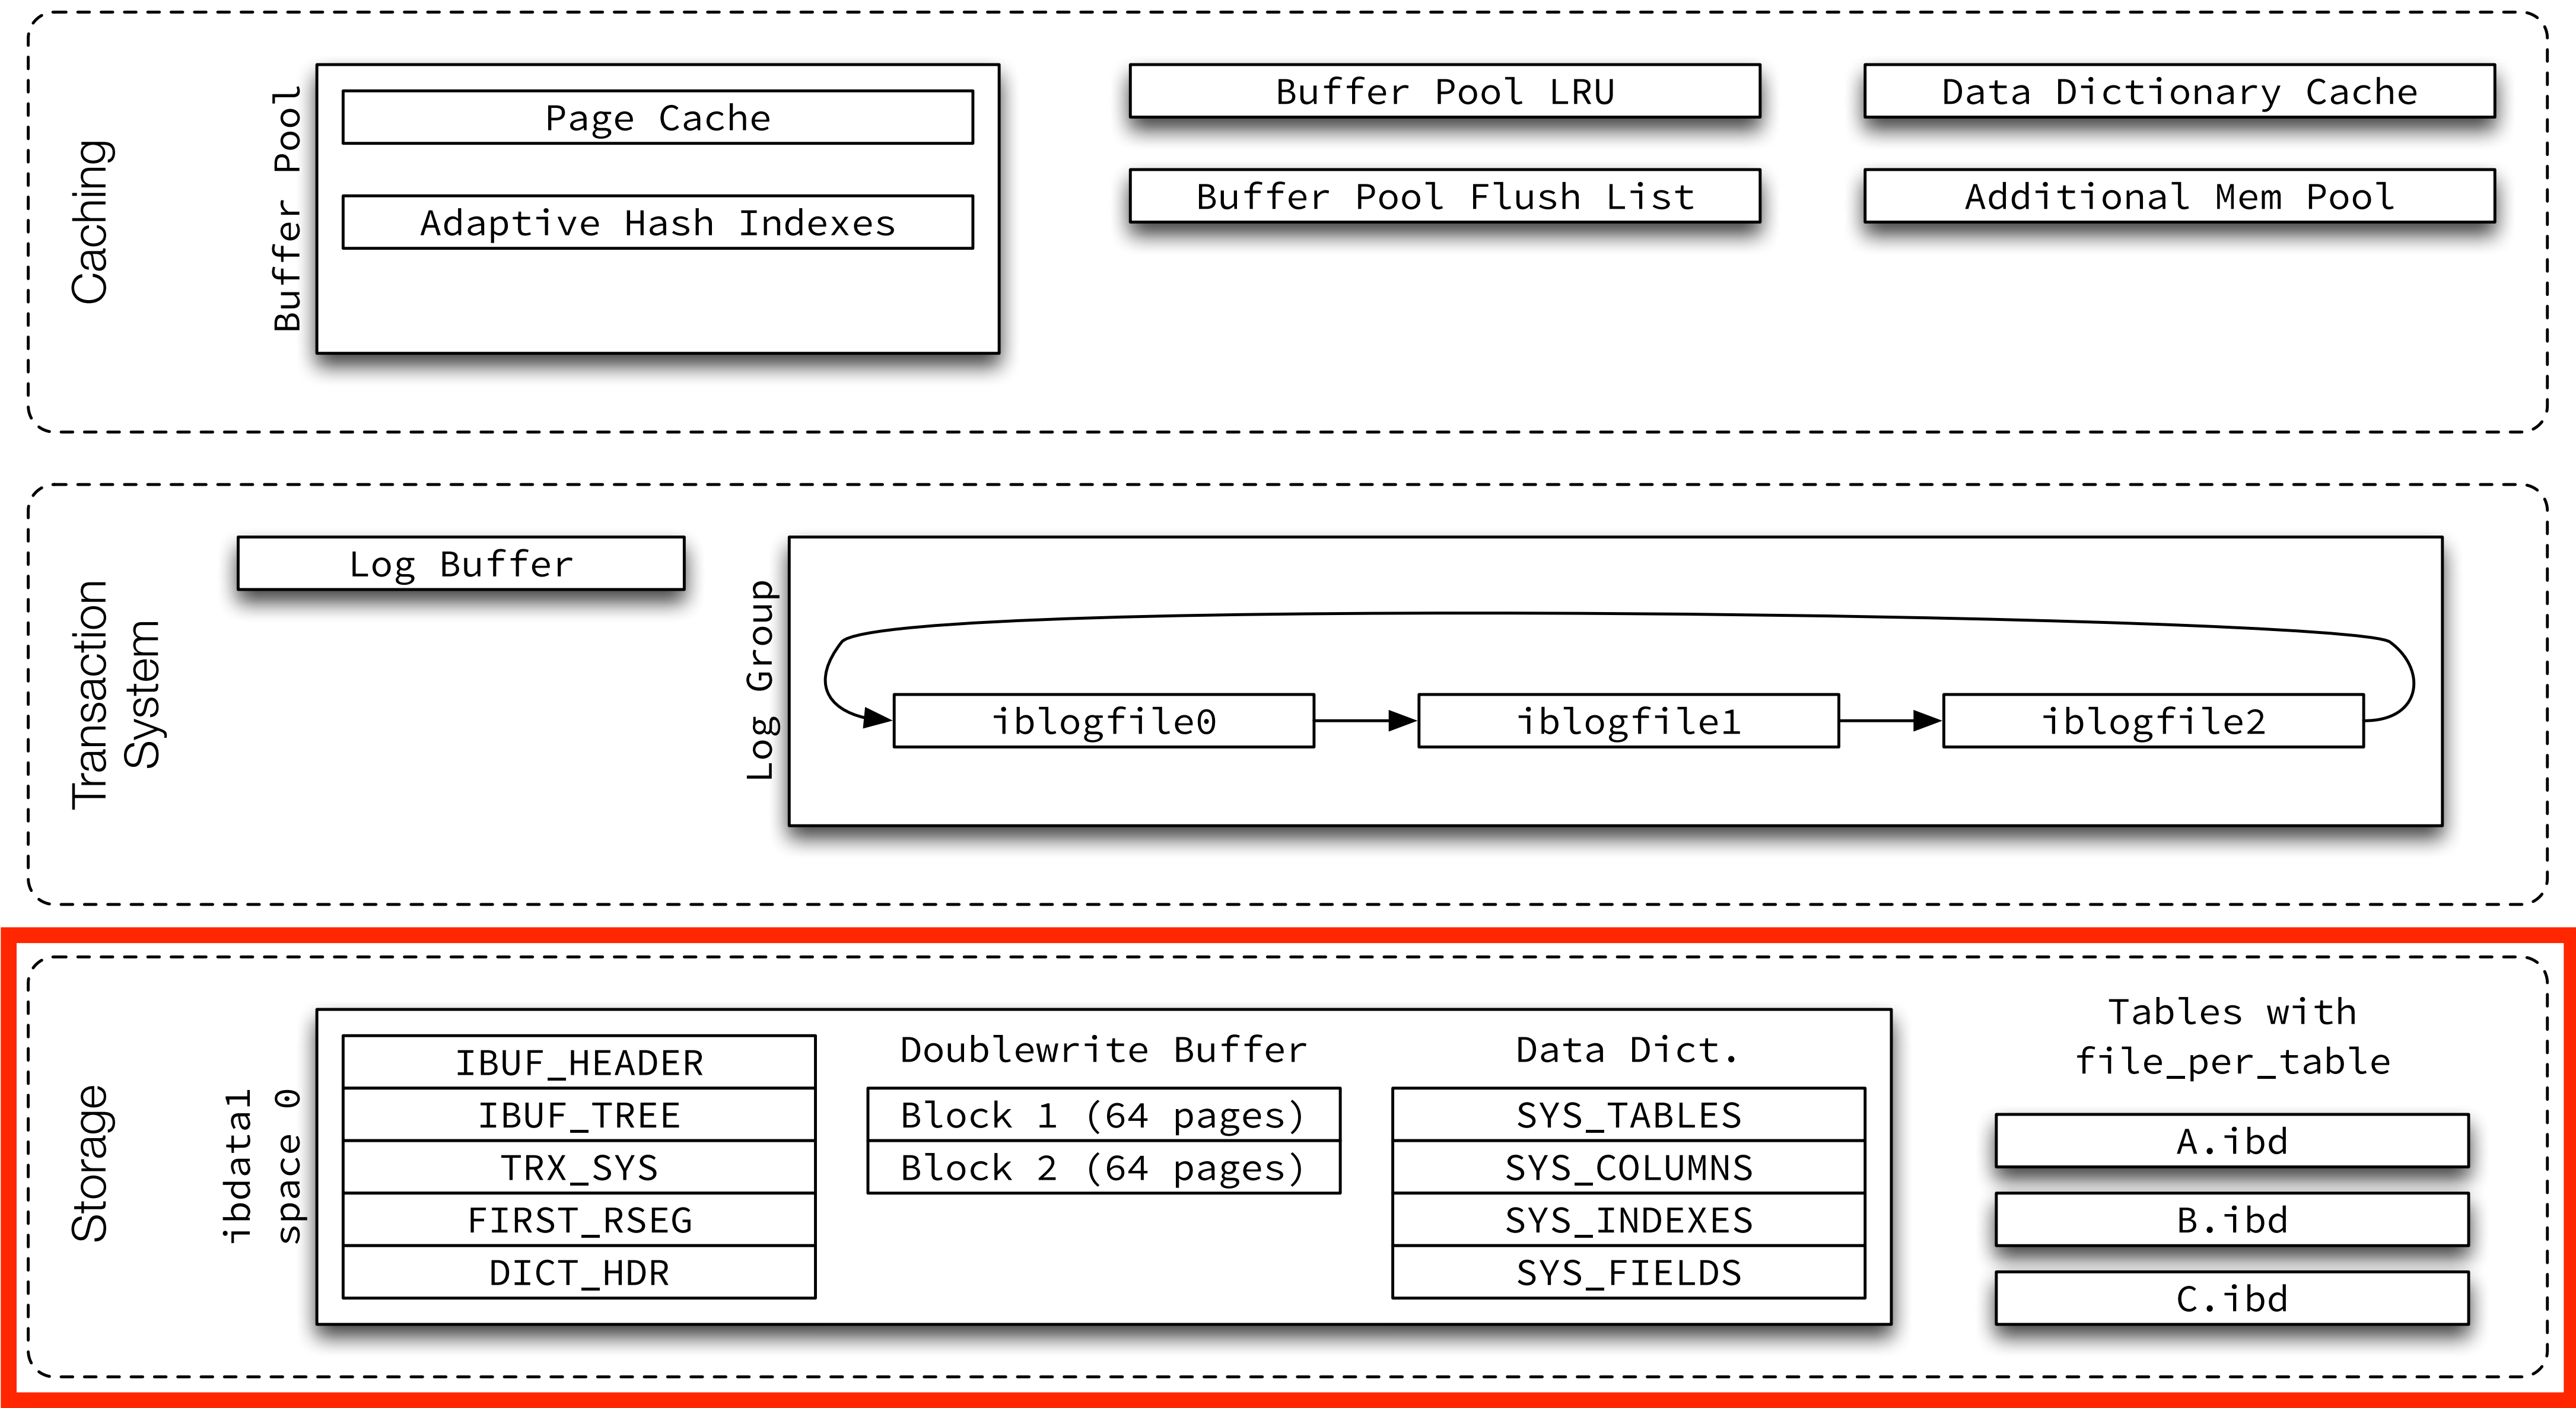 Caching
Buffer Pool
Page Cache
Adaptive Hash Indexes
Buffer Pool LRU
Buffer Pool Flush List
Data Dictionary Cache
Additional Mem Pool
Transaction
System
Log Buffer
Log Group
iblogfile0
iblogfile1
iblogfile2
Storage
ibdata1
space 0
IBUF_HEADER
IBUF_TREE
TRX_SYS
FIRST_RSEG
DICT_HDR
Doublewrite Buffer
Block 1 (64 pages)
Block 2 (64 pages)
Data Dict.
SYS_TABLES
SYS_COLUMNS
SYS_INDEXES
SYS_FIELDS
Tables with
file_per_table
A.ibd
B.ibd
C.ibd